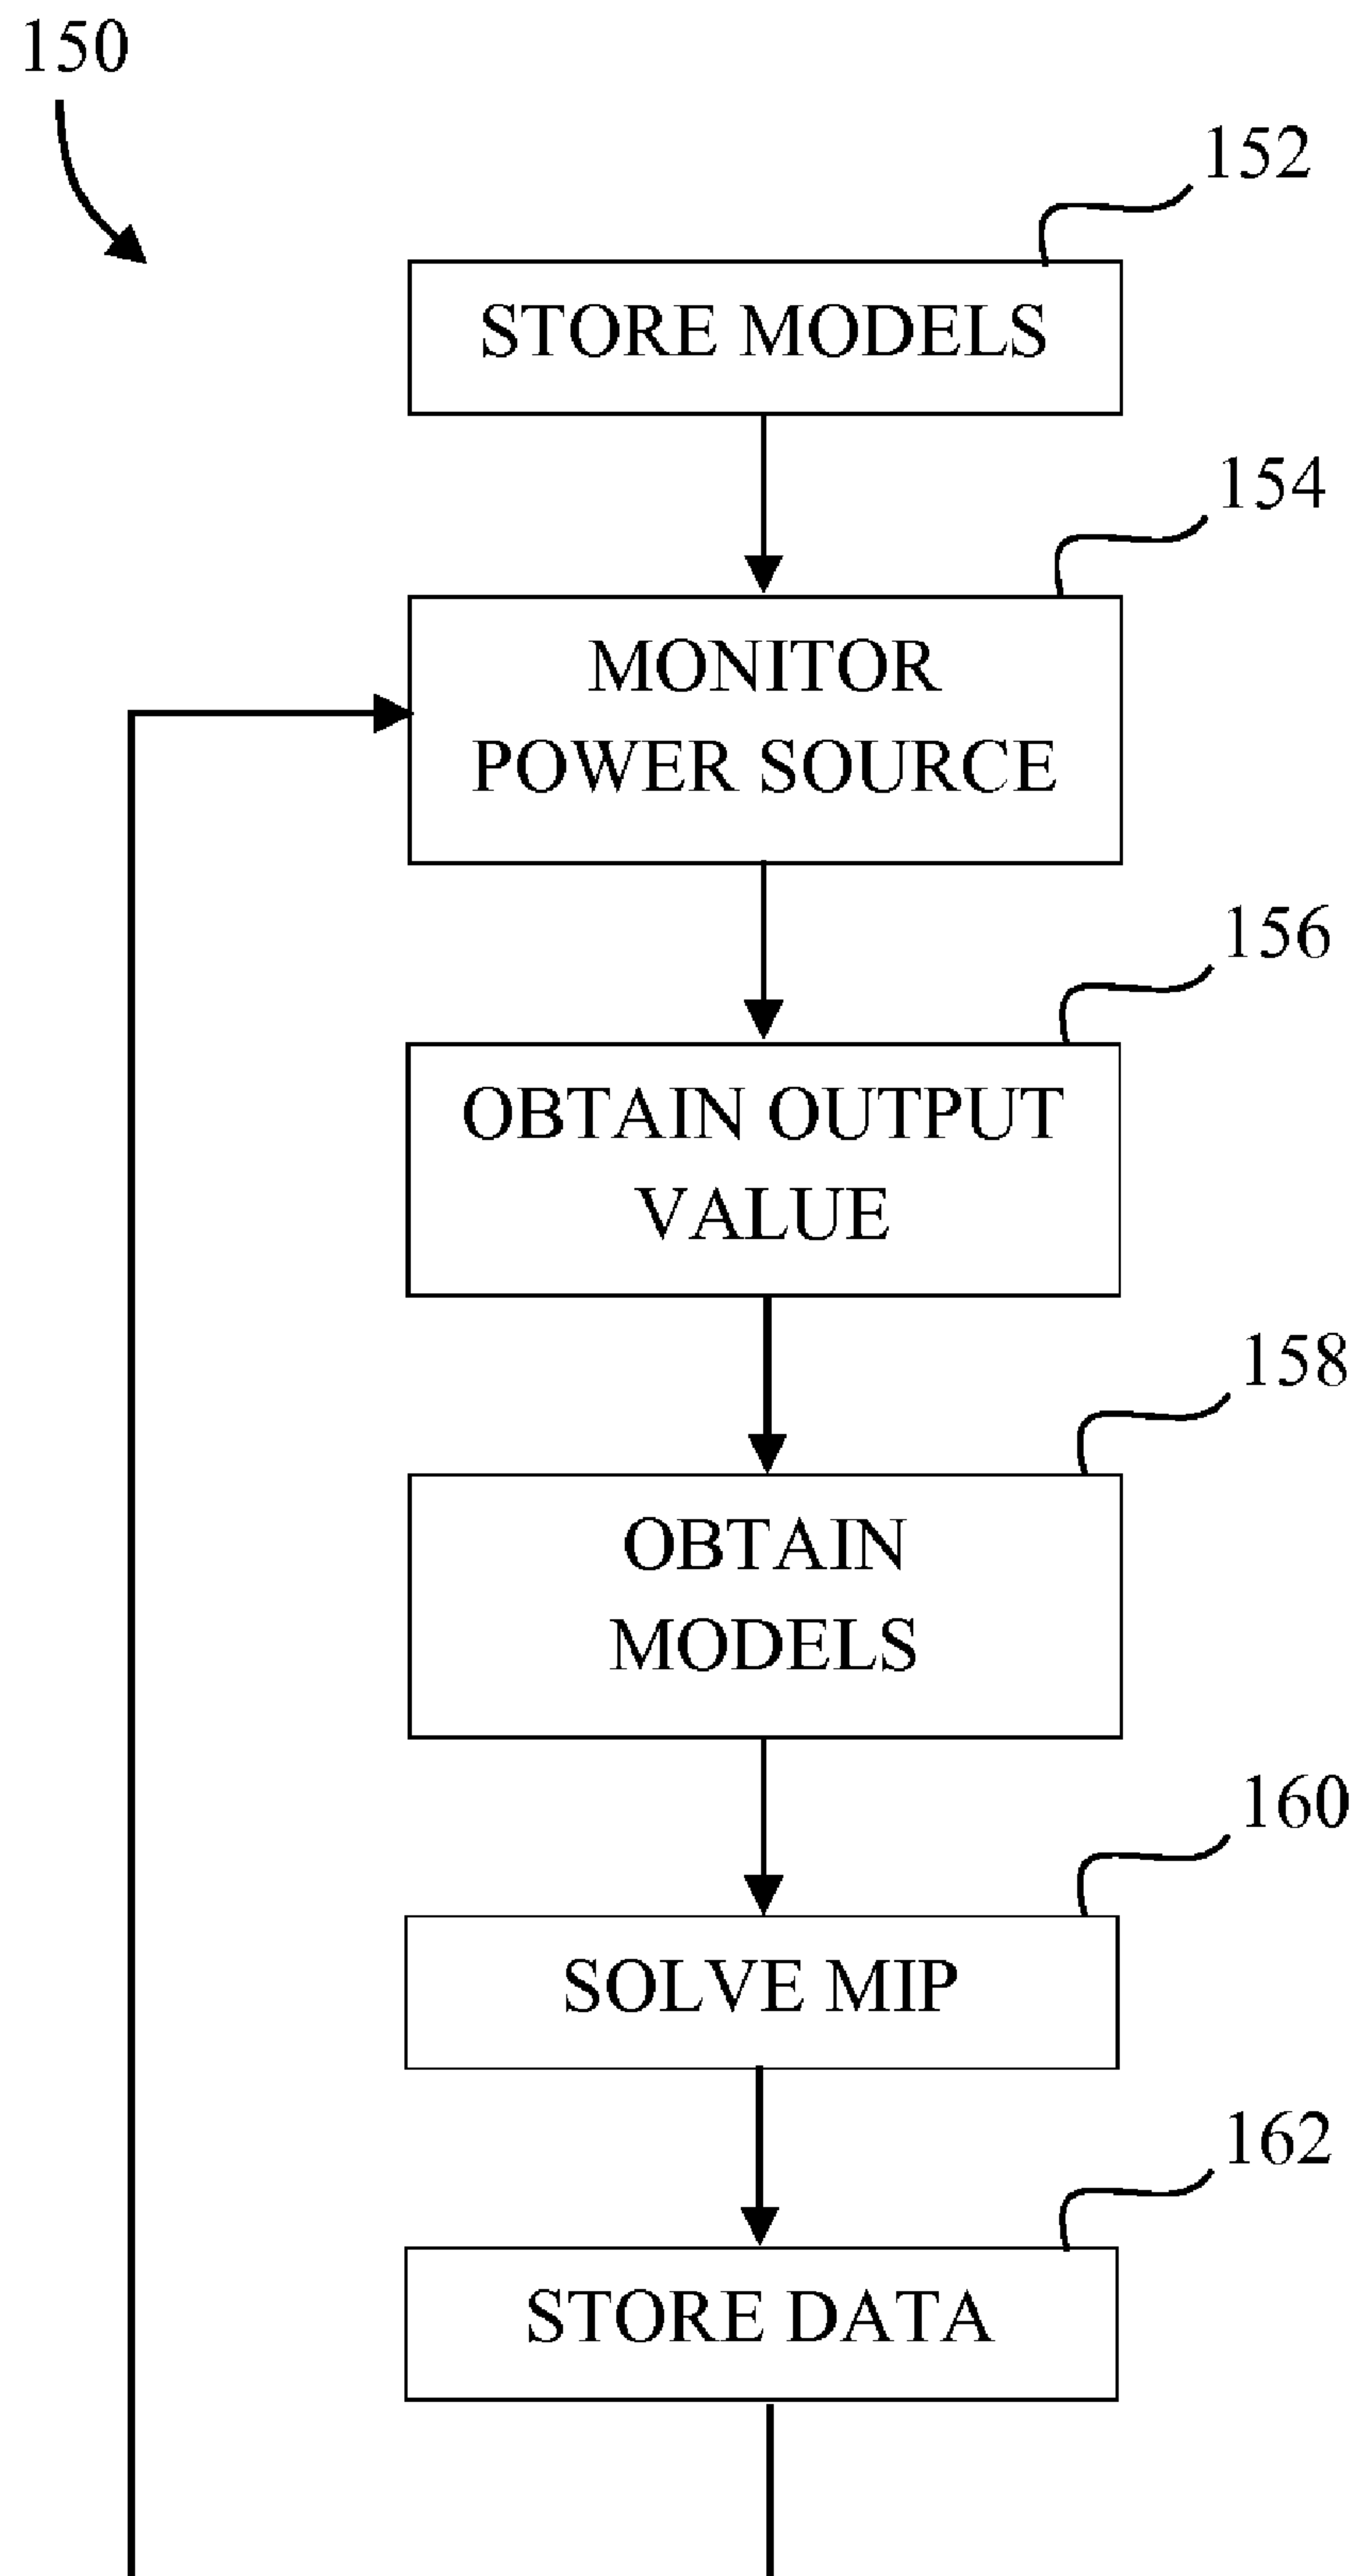 150
152
STORE MODELS
154
MONITOR
POWER SOURCE
156
OBTAIN OUTPUT
VALUE
158
OBTAIN
MODELS
160
SOLVE MIP
162
STORE DATA